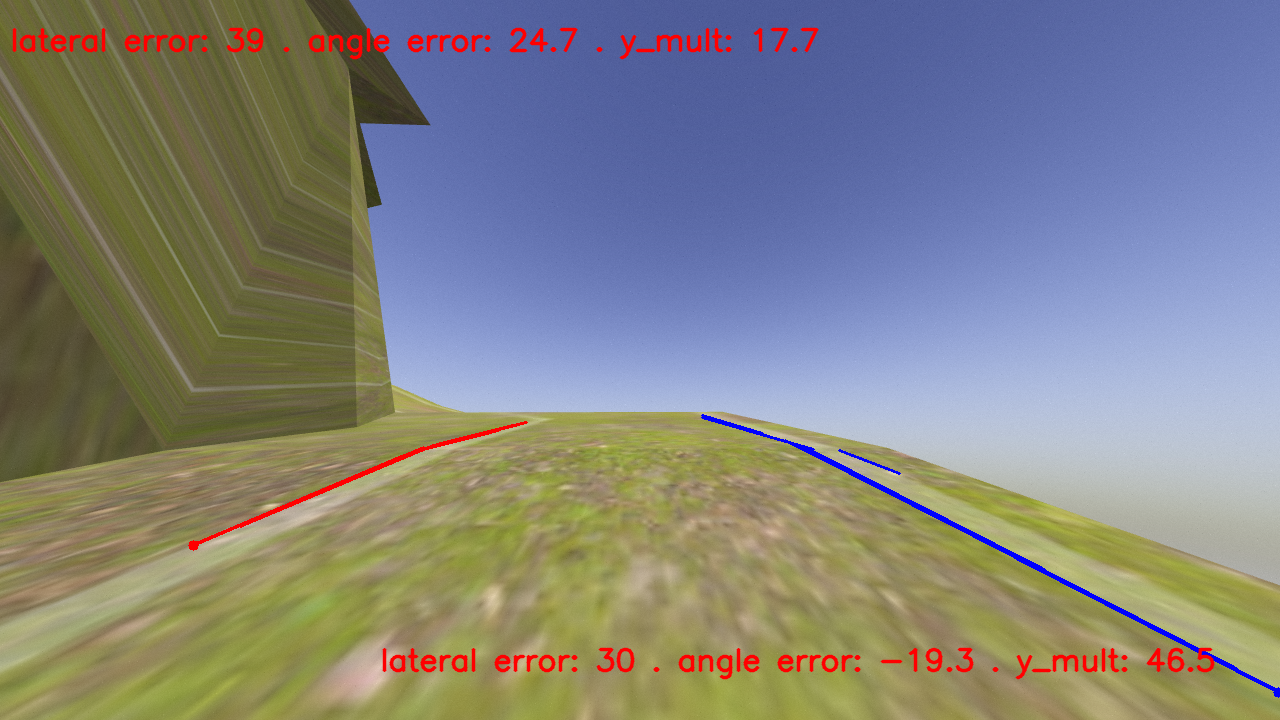 lateral error: 39 . angle error: 24.7 . y_mult: 17.7
lateral error: 30 . angle error: −19.3 . y_mult: 46.5